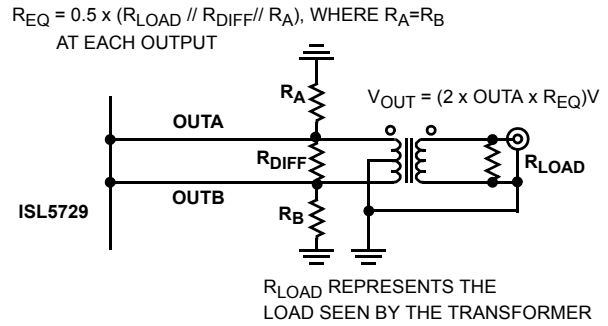 REQ = 0.5 x (RLOAD // RDIFF// RA), WHERE RA=RB
AT EACH OUTPUT
RA
VOUT = (2 x OUTA x REQ)V
OUTA
RDIFF
RLOAD
OUTB
ISL5729
RB
RLOAD REPRESENTS THE
LOAD SEEN BY THE TRANSFORMER